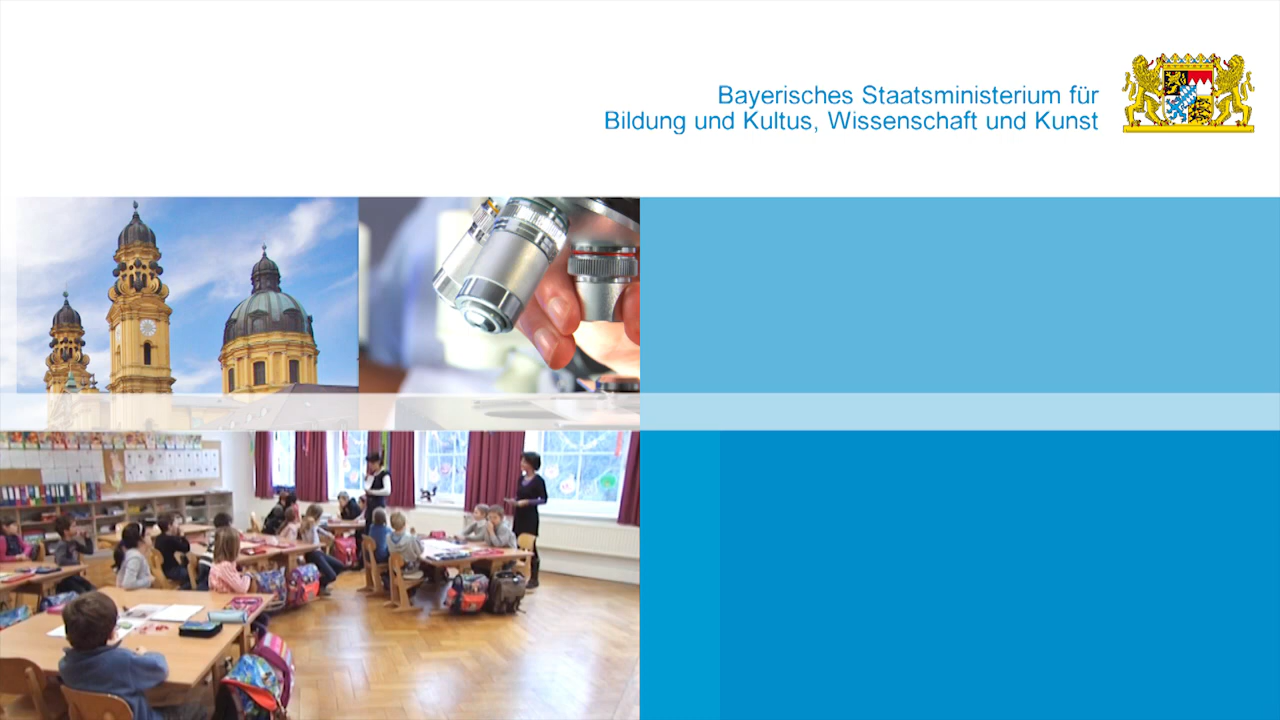 Bayerisches Staatsministerium für
Bildung und Kultus, Wissenschaft und Kunst